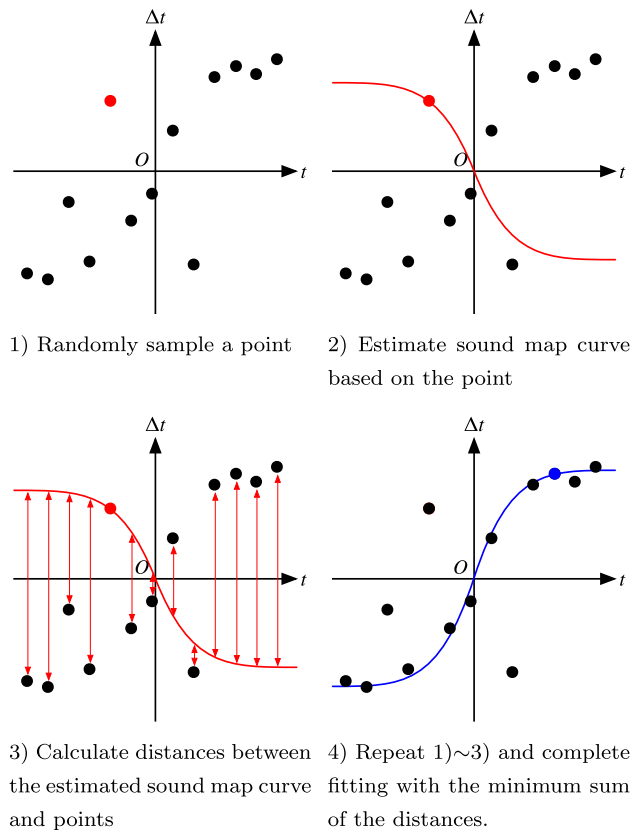 Δt
O
t
1) Randomly sample a point
Δt
O
t
2) Estimate sound map curve
based on the point
Δt
O
t
3) Calculate distances between
the estimated sound map curve
and points
Δt
O
t
4) Repeat 1)∼3) and complete
fitting with the minimum sum
of the distances.